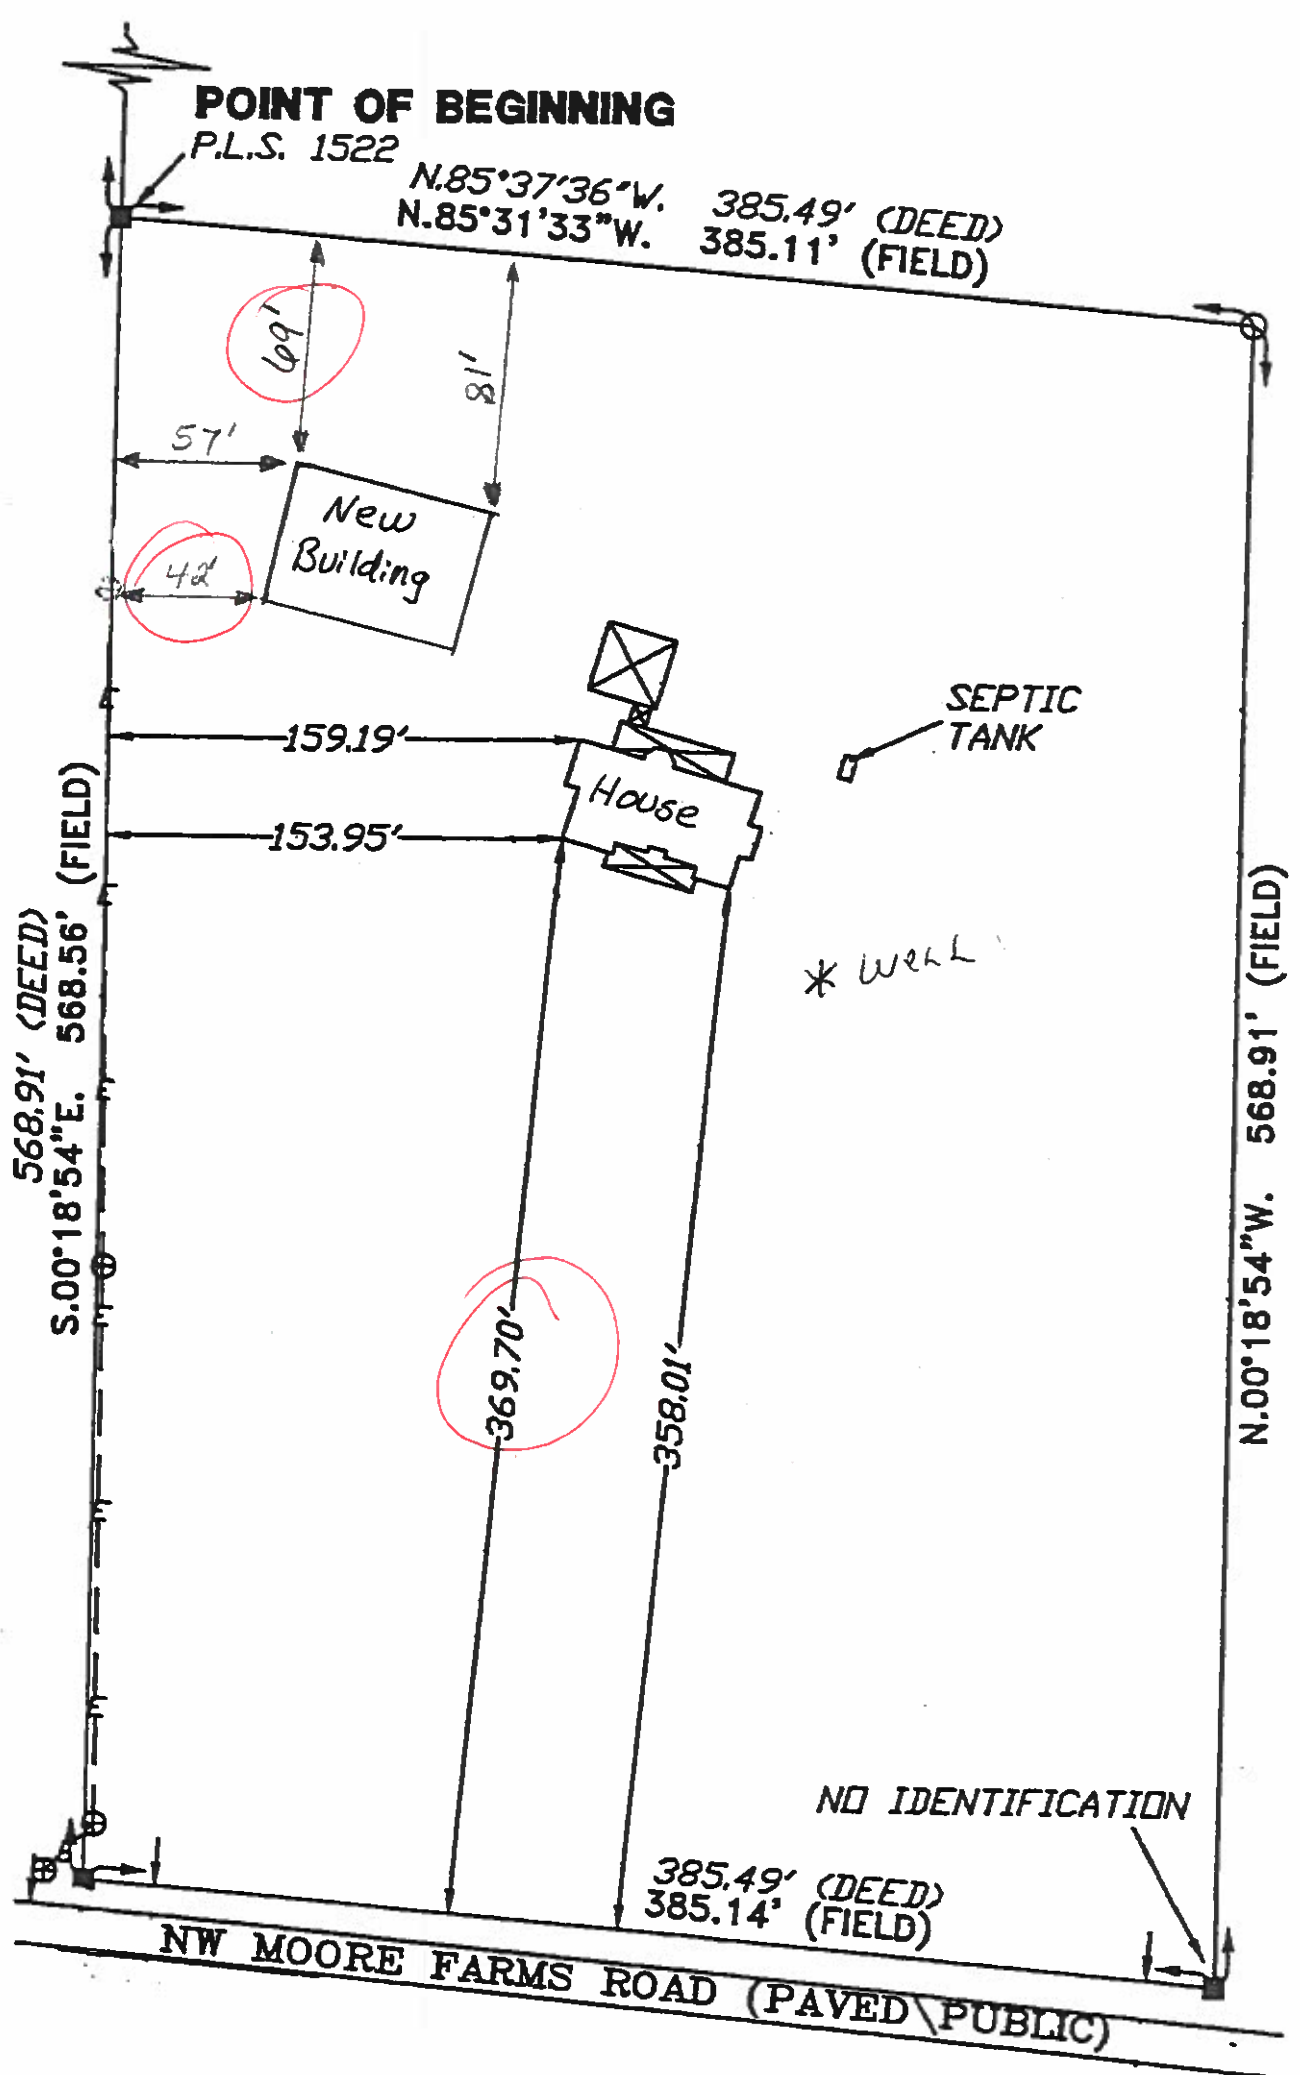 POINT OF BEGINNING
P.L.S. 1522
N.85°37'36"W. 385.49' (DEED)
N.85°31'33"W. 385.11' (FIELD)
69'
81'
57'
New
Building
42'
SEPTIC
TANK
159.19'
House
153.95'
* WELL
568.91' (DEED)
S.00°18'54"E. 568.56' (FIELD)
N.00°18'54"W. 568.91' (FIELD)
369.70'
358.01'
NO IDENTIFICATION
385.49' (DEED)
385.14' (FIELD)
NW MOORE FARMS ROAD (PAVED\PUBLIC)